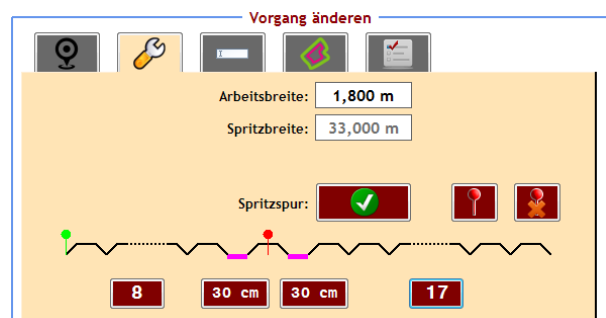 Vorgang änderen
Arbeitsbreite: 1,800 m
Spritzbreite: 33,000 m
Spritzspur:
8 30 cm 30 cm 17